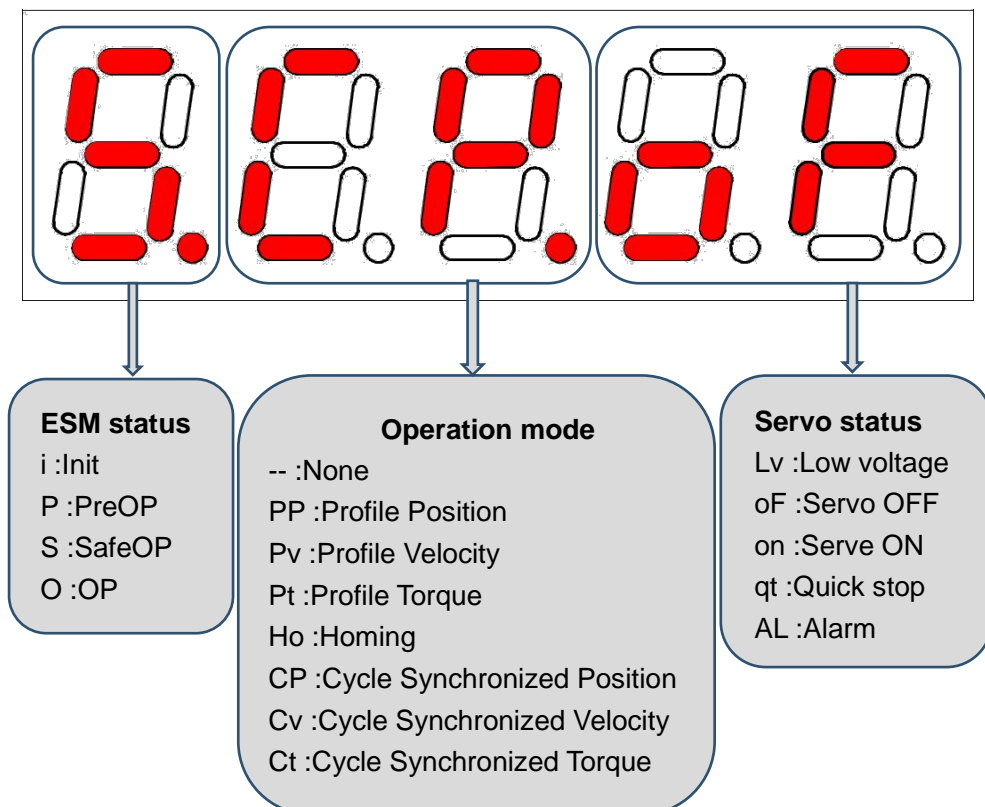 S.CP.oF
ESM status
i :Init
P :PreOP
S :SafeOP
O :OP
Operation mode
-- :None
PP :Profile Position
Pv :Profile Velocity
Pt :Profile Torque
Ho :Homing
CP :Cycle Synchronized Position
Cv :Cycle Synchronized Velocity
Ct :Cycle Synchronized Torque
Servo status
Lv :Low voltage
oF :Servo OFF
on :Serve ON
qt :Quick stop
AL :Alarm